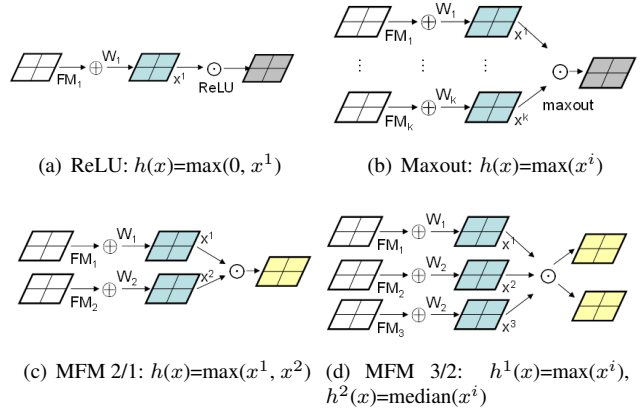 FM₁ ⊕ W₁ x¹ ⊙ ReLU
(a) ReLU: h(x)=max(0, x¹)
FM₁ ⊕ W₁ x¹
⋮ ⋮ ⋮
⊙ maxout
FMₖ ⊕ Wₖ xᵏ
(b) Maxout: h(x)=max(xⁱ)
FM₁ ⊕ W₁ x¹
⊙
FM₂ ⊕ W₂ x²
(c) MFM 2/1: h(x)=max(x¹, x²)
FM₁ ⊕ W₁ x¹
FM₂ ⊕ W₂ x² ⊙
FM₃ ⊕ W₂ x³
(d) MFM 3/2: h¹(x)=max(xⁱ),
h²(x)=median(xⁱ)